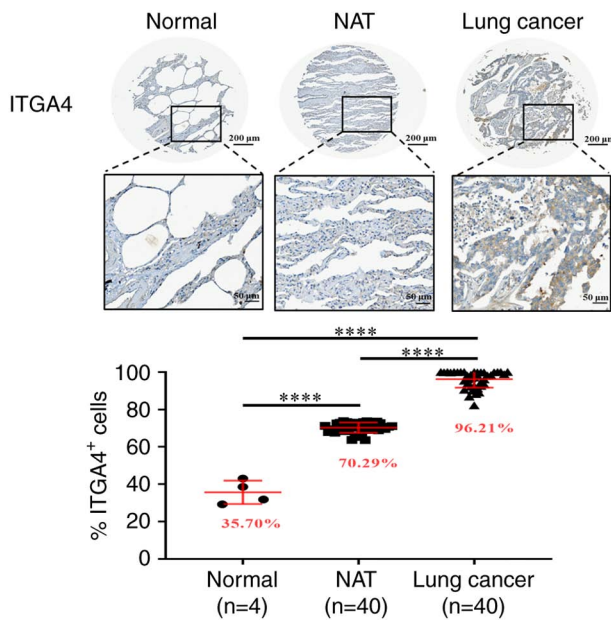 Normal NAT Lung cancer
ITGA4
200 μm 200 μm 200 μm
50 μm 50 μm 50 μm
****
**** ****
% ITGA4+ cells
100
80
60
40
20
0
96.21%
70.29%
35.70%
Normal NAT Lung cancer
(n=4) (n=40) (n=40)